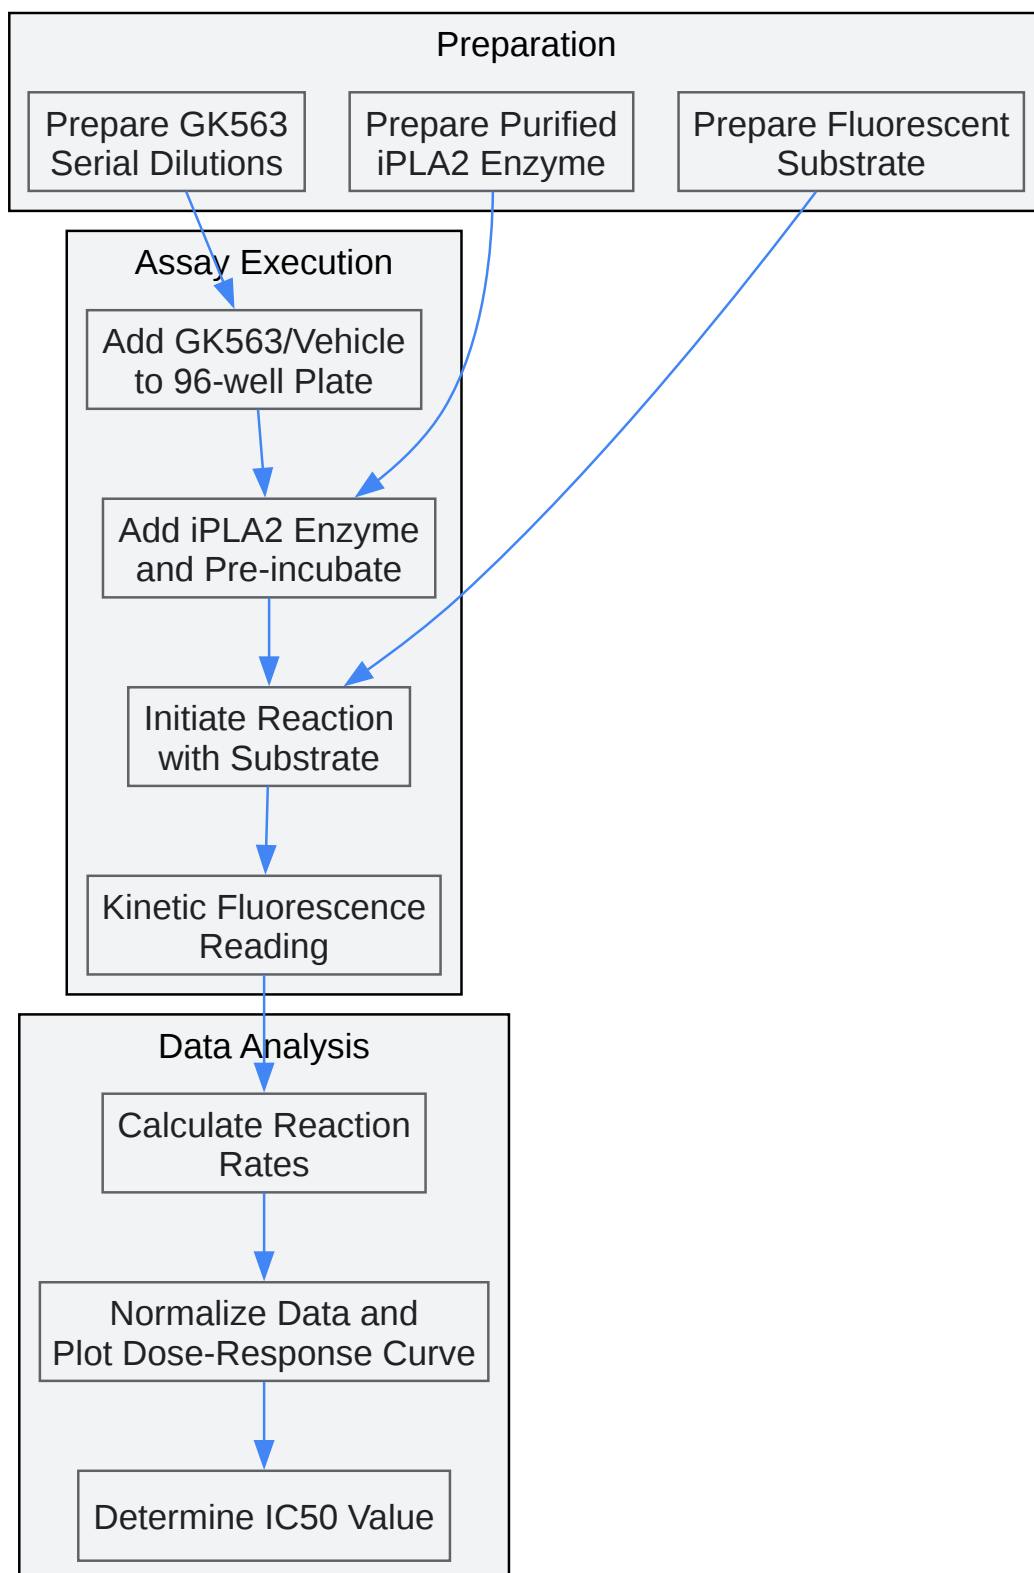 Preparation
Prepare GK563
Serial Dilutions
Prepare Purified
iPLA2 Enzyme
Prepare Fluorescent
Substrate
Assay Execution
Add GK563/Vehicle
to 96-well Plate
Add iPLA2 Enzyme
and Pre-incubate
Initiate Reaction
with Substrate
Kinetic Fluorescence
Reading
Data Analysis
Calculate Reaction
Rates
Normalize Data and
Plot Dose-Response Curve
Determine IC50 Value